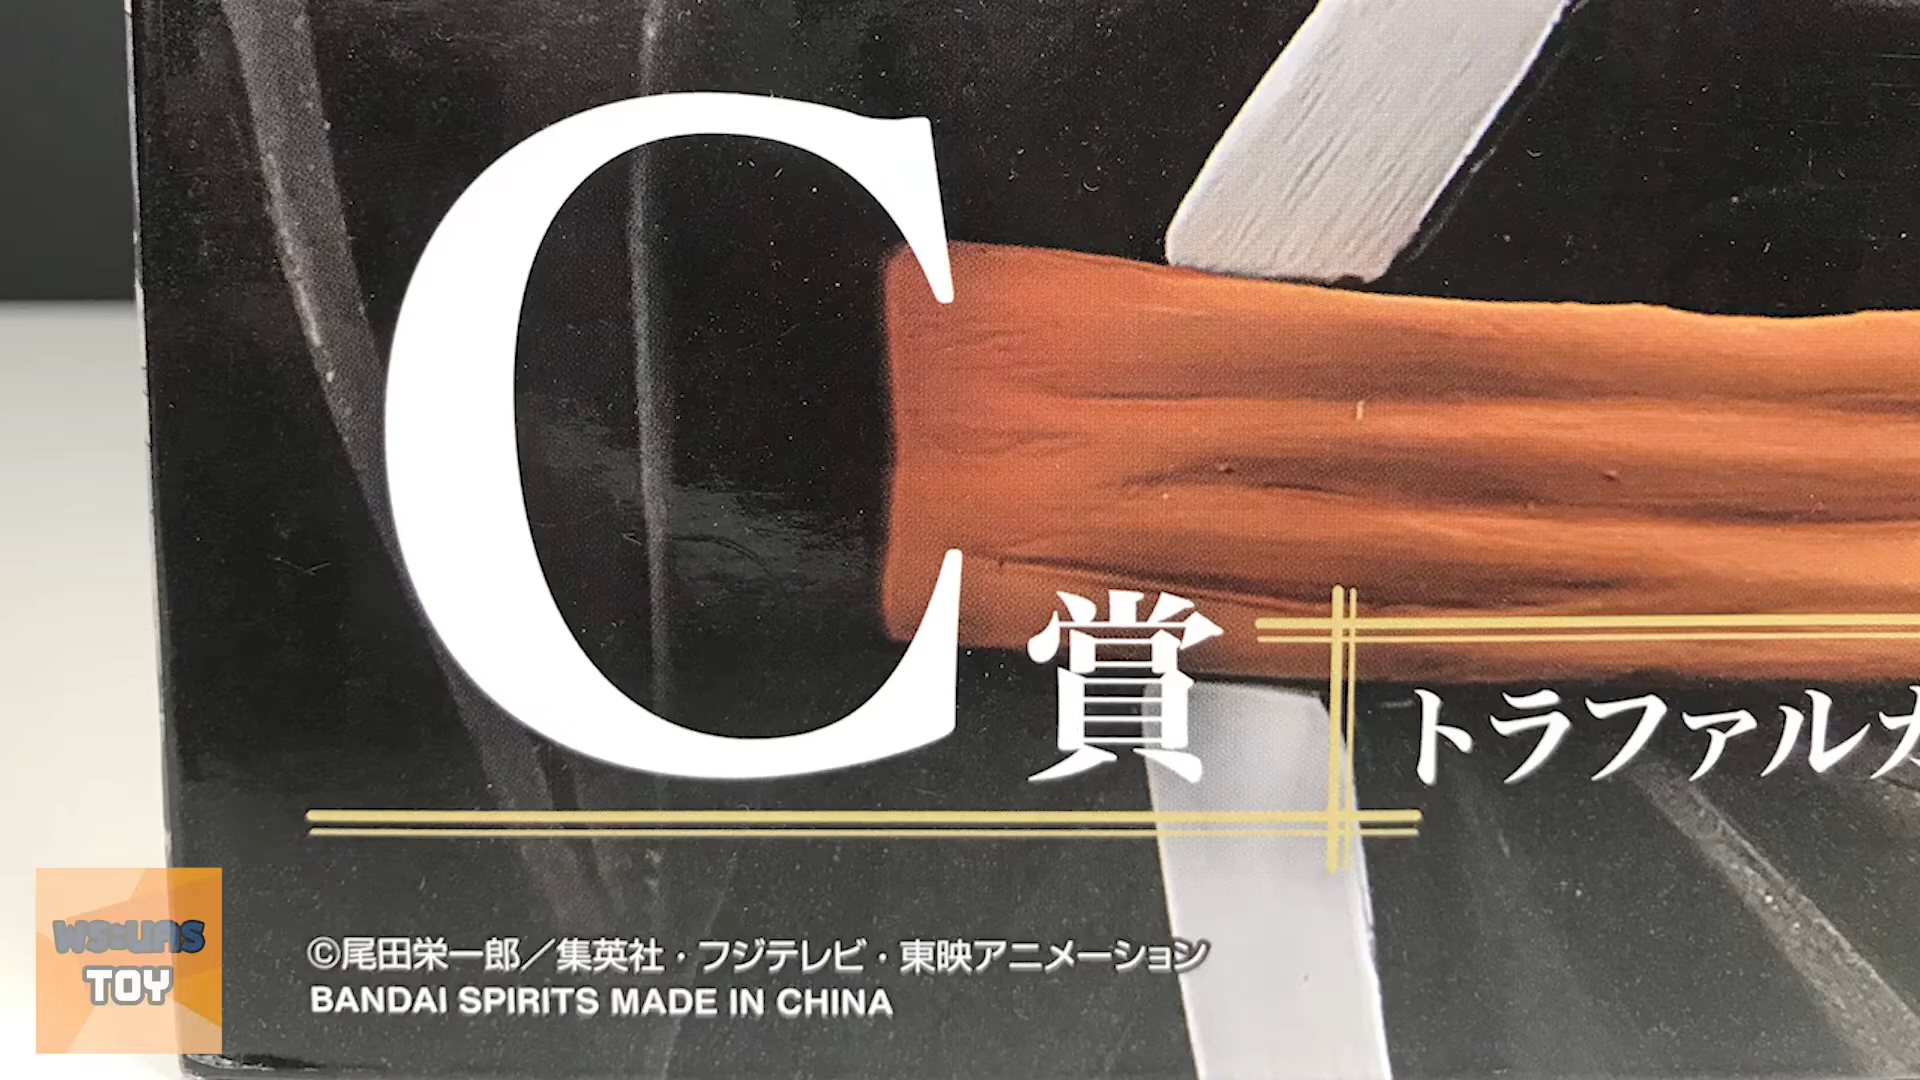 C賞
トラファルガ
©尾田栄一郎／集英社・フジテレビ・東映アニメーション
BANDAI SPIRITS MADE IN CHINA
WS:UAS
TOY